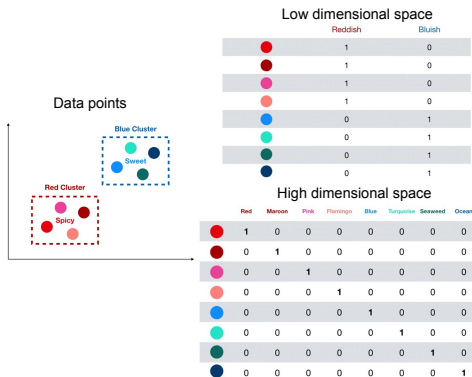 Low dimensional space
Reddish Bluish
1 0
1 0
1 0
1 0
0 1
0 1
0 1
0 1
Data points
Blue Cluster
Sweet
Red Cluster
Spicy
High dimensional space
Red Maroon Pink Flamingo Blue Turquoise Seaweed Ocean
1 0 0 0 0 0 0 0
0 1 0 0 0 0 0 0
0 0 1 0 0 0 0 0
0 0 0 1 0 0 0 0
0 0 0 0 1 0 0 0
0 0 0 0 0 1 0 0
0 0 0 0 0 0 1 0
0 0 0 0 0 0 0 1